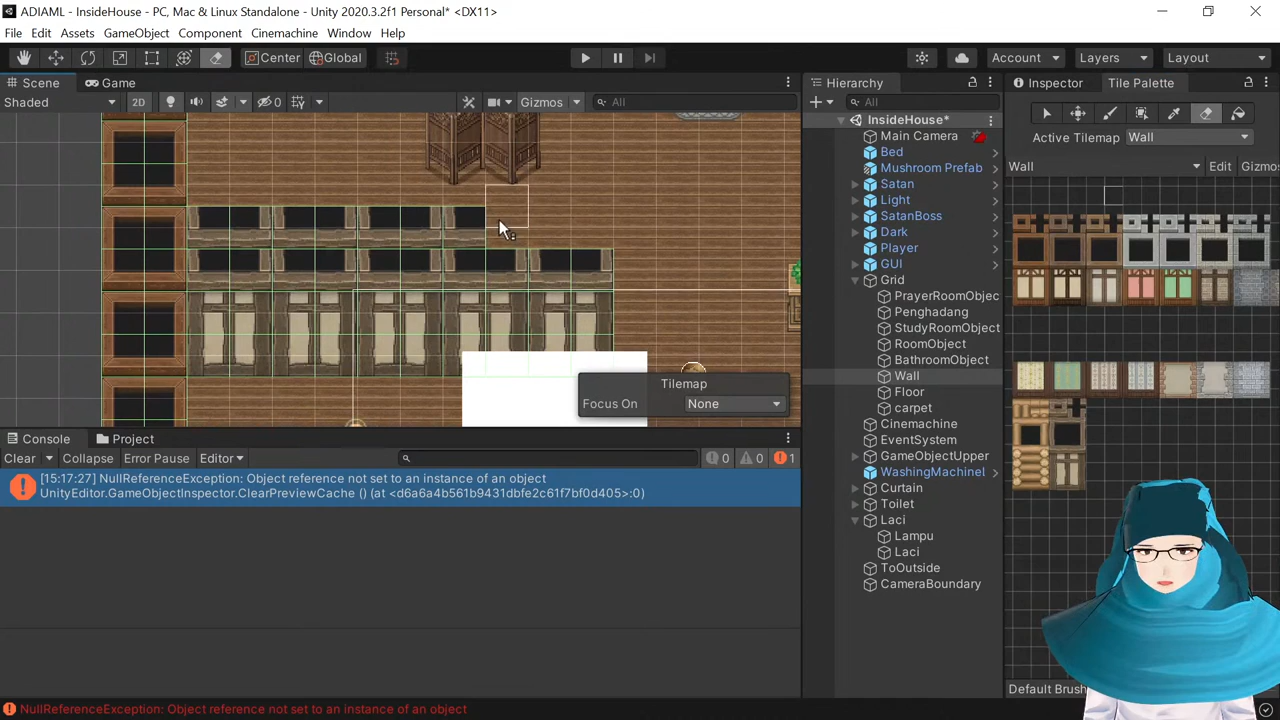 ADIAML - InsideHouse - PC, Mac & Linux Standalone - Unity 2020.3.2f1 Personal* <DX11>
File Edit Assets GameObject Component Cinemachine Window Help
Center Global Account Layers Layout
Scene Game Hierarchy Inspector Tile Palette
Shaded 2D 0 Gizmos All All
InsideHouse*
Active Tilemap Wall
Main Camera
Bed
Wall Edit Gizmos
Mushroom Prefab
Satan
Light
SatanBoss
Dark
Player
GUI
Grid
PrayerRoomObjec
Penghadang
StudyRoomObject
RoomObject
BathroomObject
Wall
Floor
carpet
Cinemachine
EventSystem
GameObjectUpper
WashingMachineI
Curtain
Toilet
Laci
Lampu
Laci
ToOutside
CameraBoundary
Tilemap
Focus On None
Console Project
Clear Collapse Error Pause Editor 0 0 1
[15:17:27] NullReferenceException: Object reference not set to an instance of an object
UnityEditor.GameObjectInspector.ClearPreviewCache () (at <d6a6a4b561b9431dbfe2c61f7bf0d405>:0)
Default Brush
NullReferenceException: Object reference not set to an instance of an object